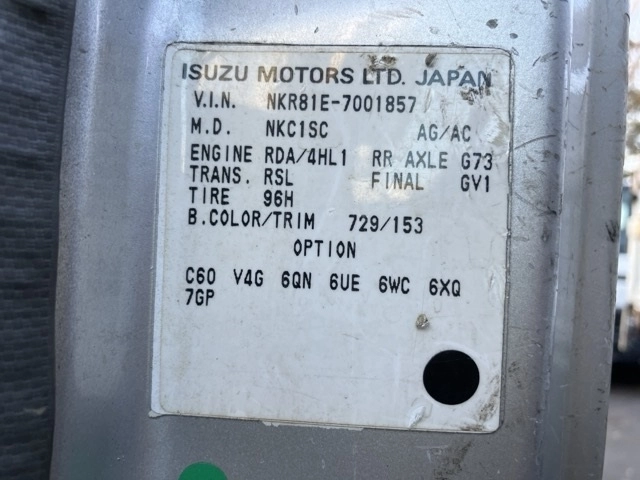 ISUZU MOTORS LTD. JAPAN
V.I.N. NKR81E-7001857
M.D. NKC1SC AG/AC
ENGINE RDA/4HL1 RR AXLE G73
TRANS. RSL FINAL GV1
TIRE 96H
B.COLOR/TRIM 729/153
OPTION
C60 V4G 6QN 6UE 6WC 6XQ
7GP